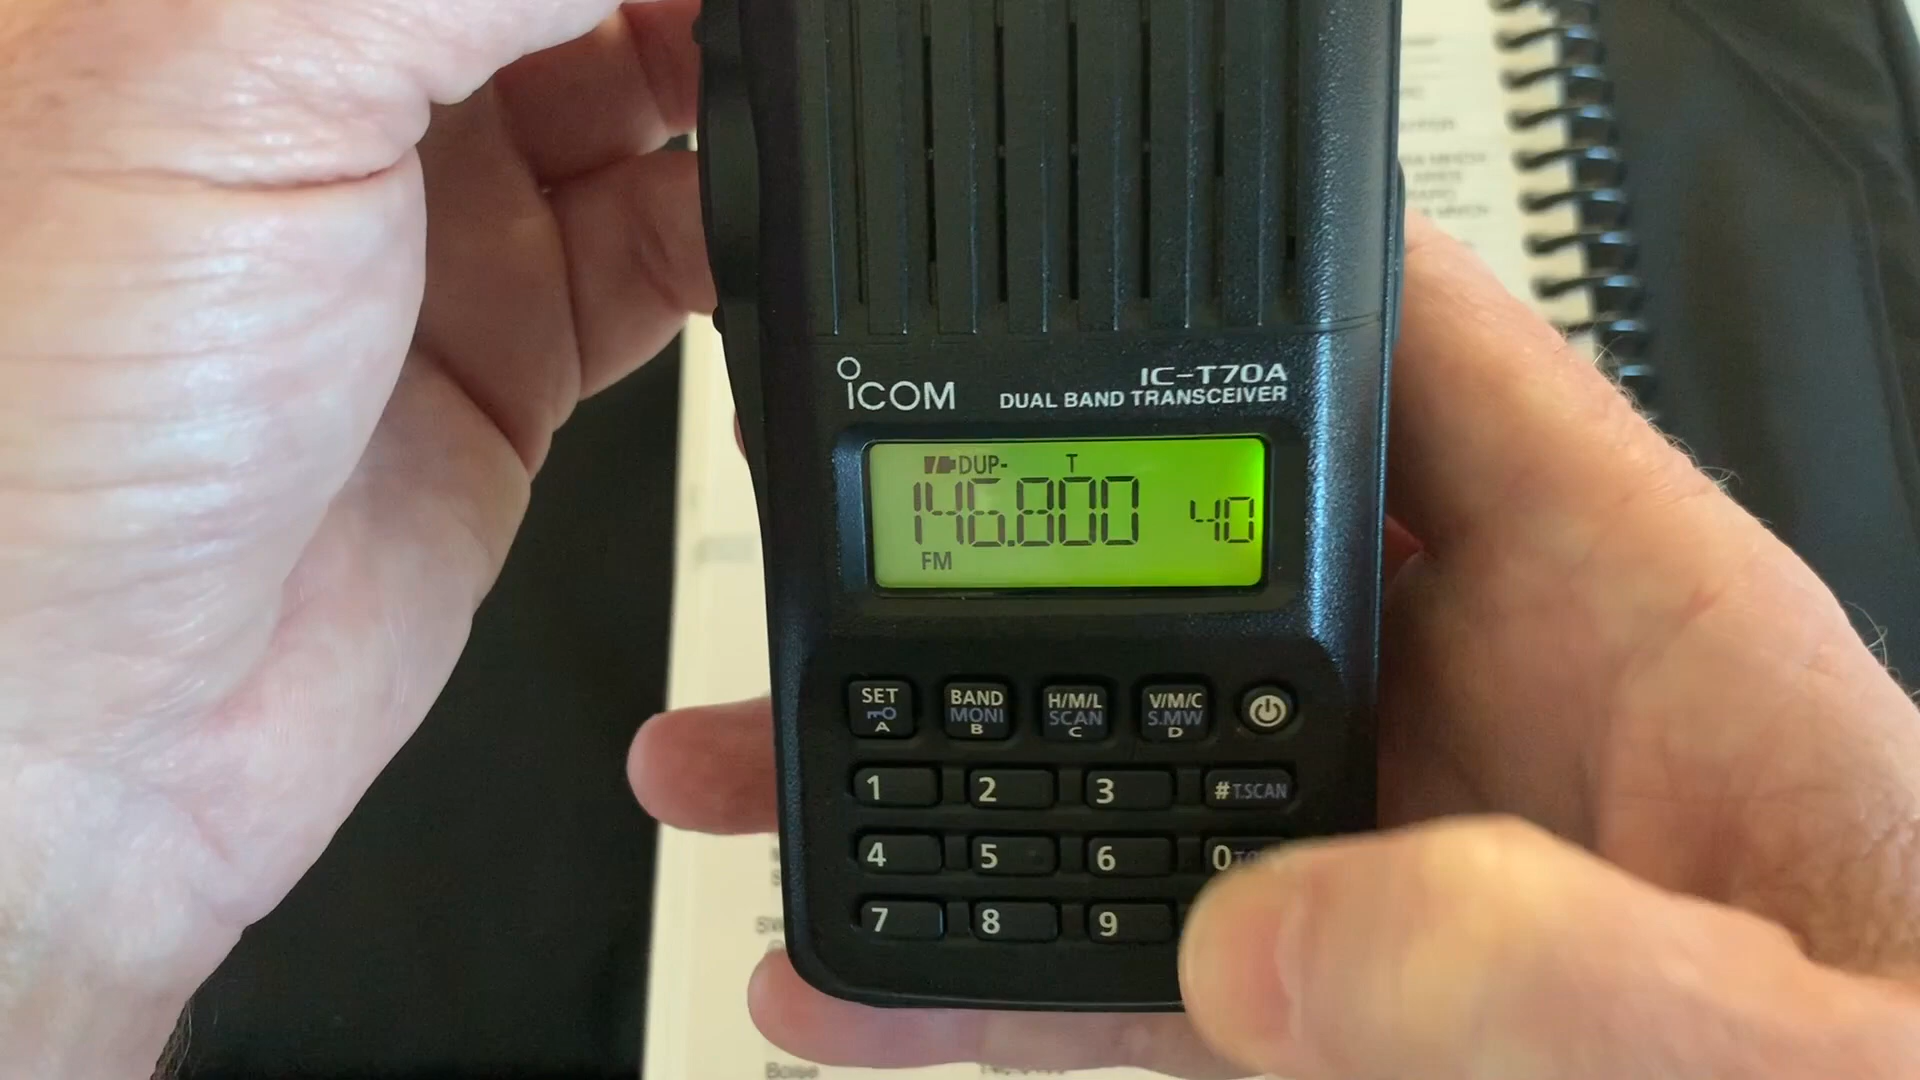 ICOM
IC-T70A
DUAL BAND TRANSCEIVER
DUP- T
146.800 40
FM
SET BAND H/M/L V/M/C
MONI SCAN S.MW
A B C D
1 2 3 # T.SCAN
4 5 6 0
7 8 9
Boise